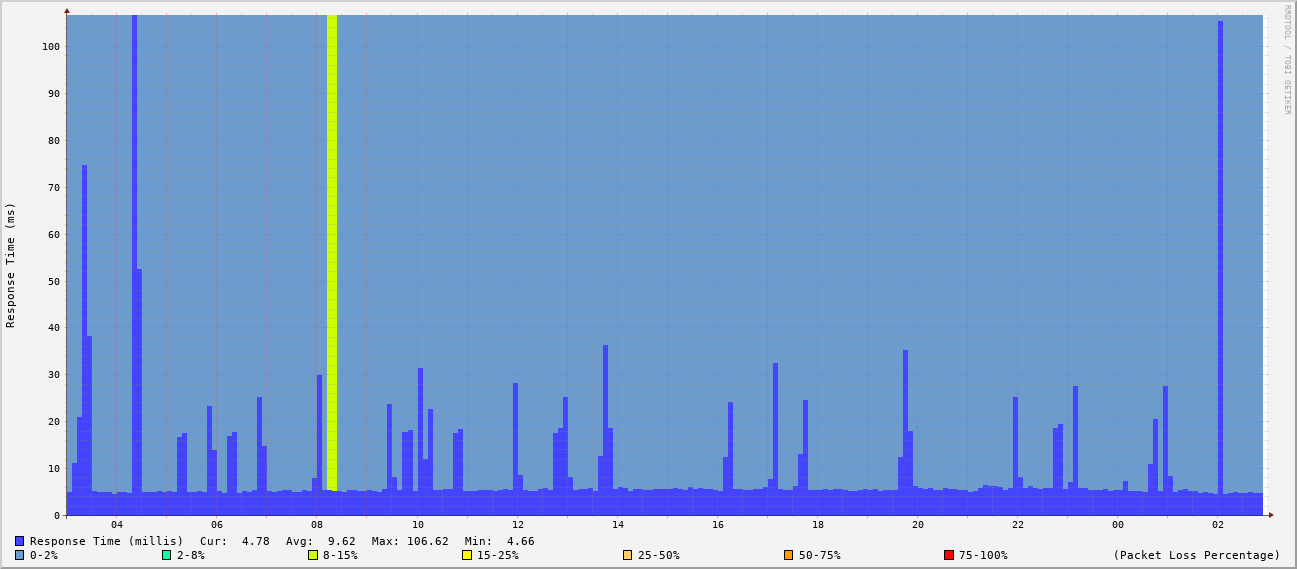 RRDTOOL / TOBI OETIKER
Response Time (ms)
100
90
80
70
60
50
40
30
20
10
0
04 06 08 10 12 14 16 18 20 22 00 02
Response Time (millis) Cur: 4.78 Avg: 9.62 Max: 106.62 Min: 4.66
0-2% 2-8% 8-15% 15-25% 25-50% 50-75% 75-100% (Packet Loss Percentage)